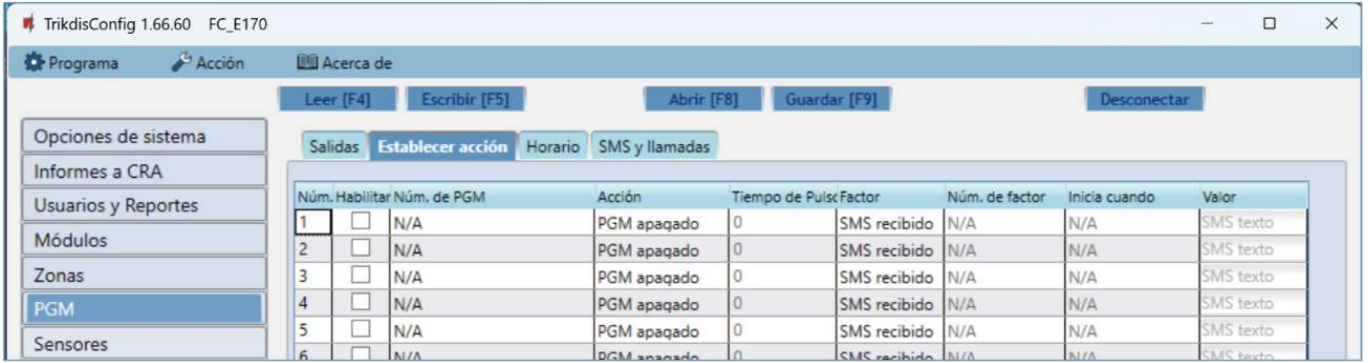 TrikdisConfig 1.66.60 FC_E170
Programa Acción Acerca de
Leer [F4] Escribir [F5] Abrir [F8] Guardar [F9] Desconectar
Opciones de sistema
Informes a CRA
Usuarios y Reportes
Módulos
Zonas
PGM
Sensores
Salidas Establecer acción Horario SMS y llamadas
Núm. Habilitar Núm. de PGM Acción Tiempo de Pulsc Factor Núm. de factor Inicia cuando Valor
1 N/A PGM apagado 0 SMS recibido N/A N/A SMS texto
2 N/A PGM apagado 0 SMS recibido N/A N/A SMS texto
3 N/A PGM apagado 0 SMS recibido N/A N/A SMS texto
4 N/A PGM apagado 0 SMS recibido N/A N/A SMS texto
5 N/A PGM apagado 0 SMS recibido N/A N/A SMS texto
6 N/A PGM apagado 0 SMS recibido N/A N/A SMS texto